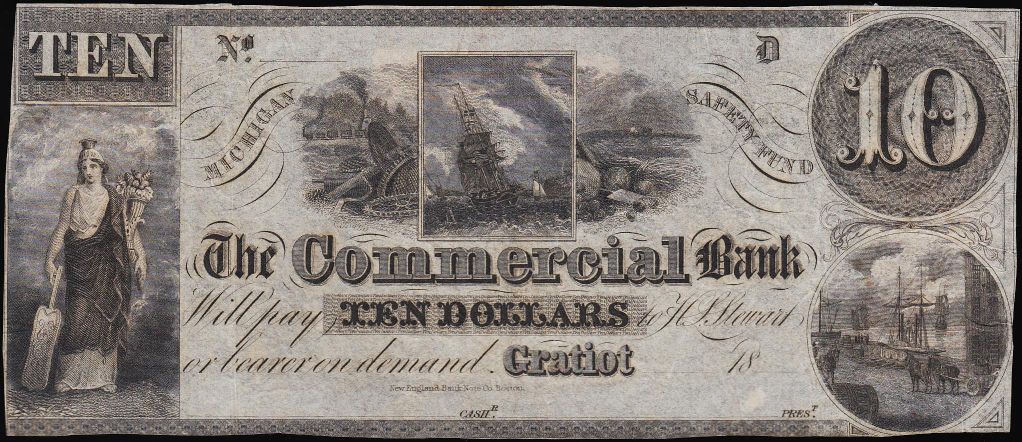 TEN
Nº
D
10
MICHIGAN
SAFETY FUND
The Commercial Bank
Will pay TEN DOLLARS to H. S. Stewart
or bearer on demand. Gratiot 18
New England Bank Note Co. Boston.
CASHR.
PREST.